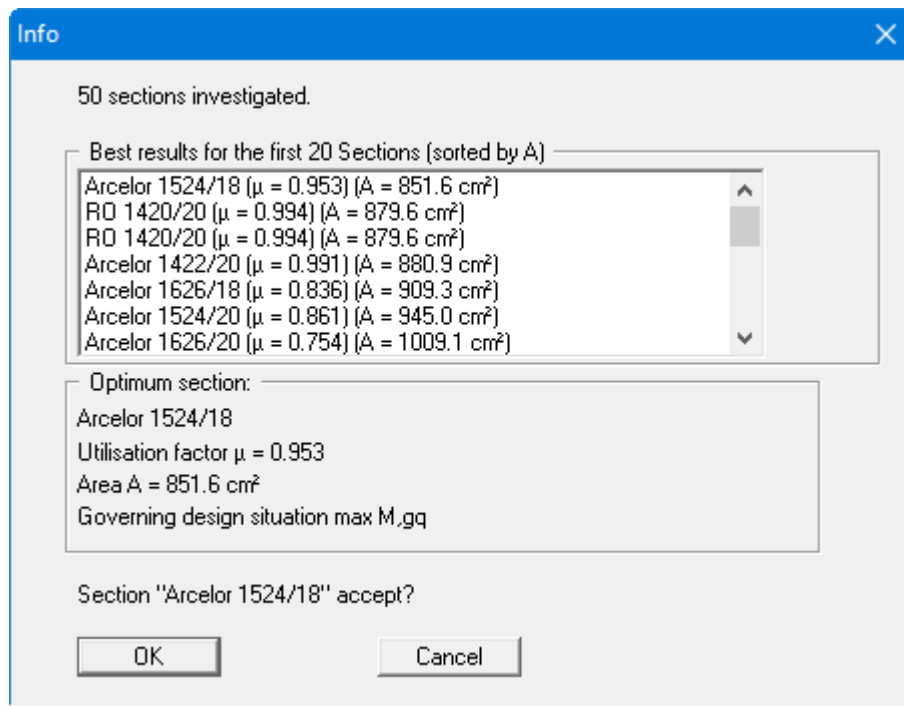 Info
50 sections investigated.
Best results for the first 20 Sections (sorted by A)
Arcelor 1524/18 (µ = 0.953) (A = 851.6 cm²)
RO 1420/20 (µ = 0.994) (A = 879.6 cm²)
RO 1420/20 (µ = 0.994) (A = 879.6 cm²)
Arcelor 1422/20 (µ = 0.991) (A = 880.9 cm²)
Arcelor 1626/18 (µ = 0.836) (A = 909.3 cm²)
Arcelor 1524/20 (µ = 0.861) (A = 945.0 cm²)
Arcelor 1626/20 (µ = 0.754) (A = 1009.1 cm²)
Optimum section:
Arcelor 1524/18
Utilisation factor µ = 0.953
Area A = 851.6 cm²
Governing design situation max M,gq
Section "Arcelor 1524/18" accept?
OK
Cancel